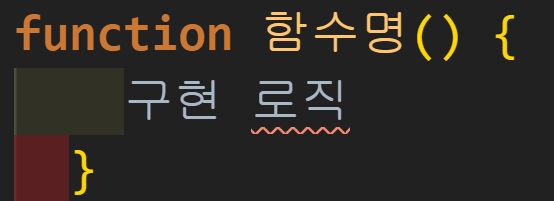 function 함수명() {
    구현 로직
  }